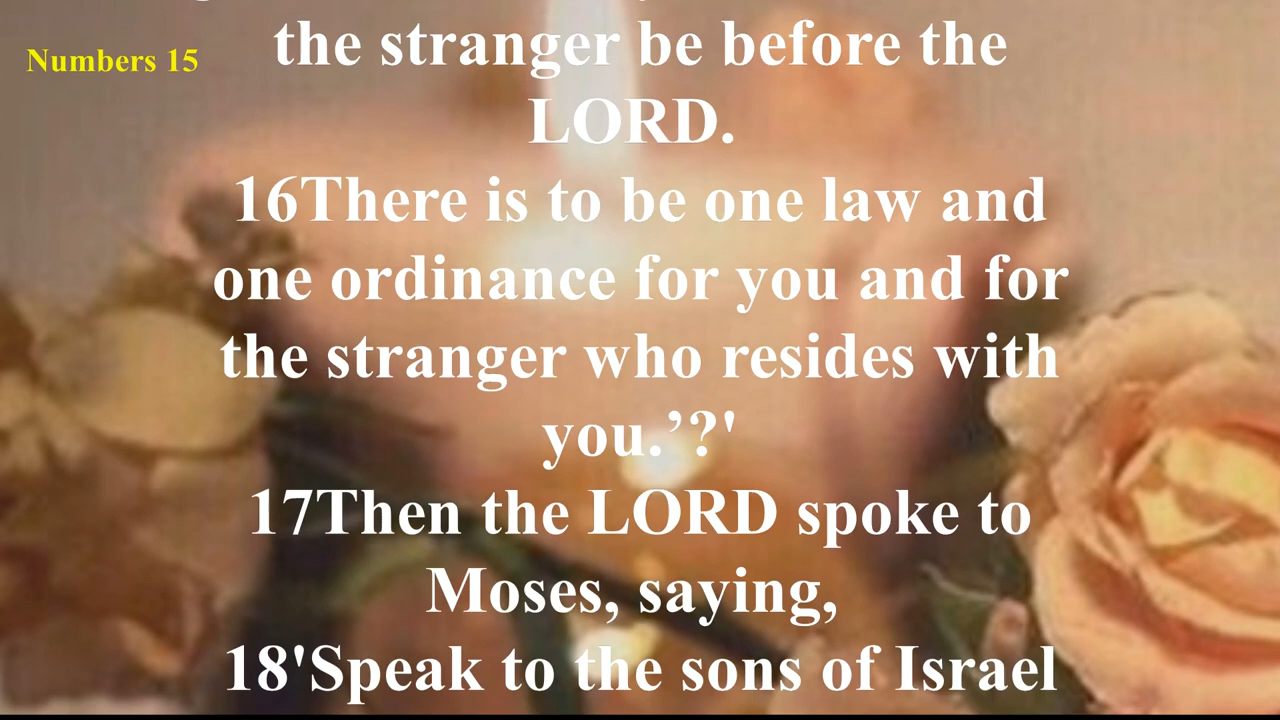 Numbers 15
the stranger be before the
LORD.
16There is to be one law and
one ordinance for you and for
the stranger who resides with
you.’?'
17Then the LORD spoke to
Moses, saying,
18'Speak to the sons of Israel